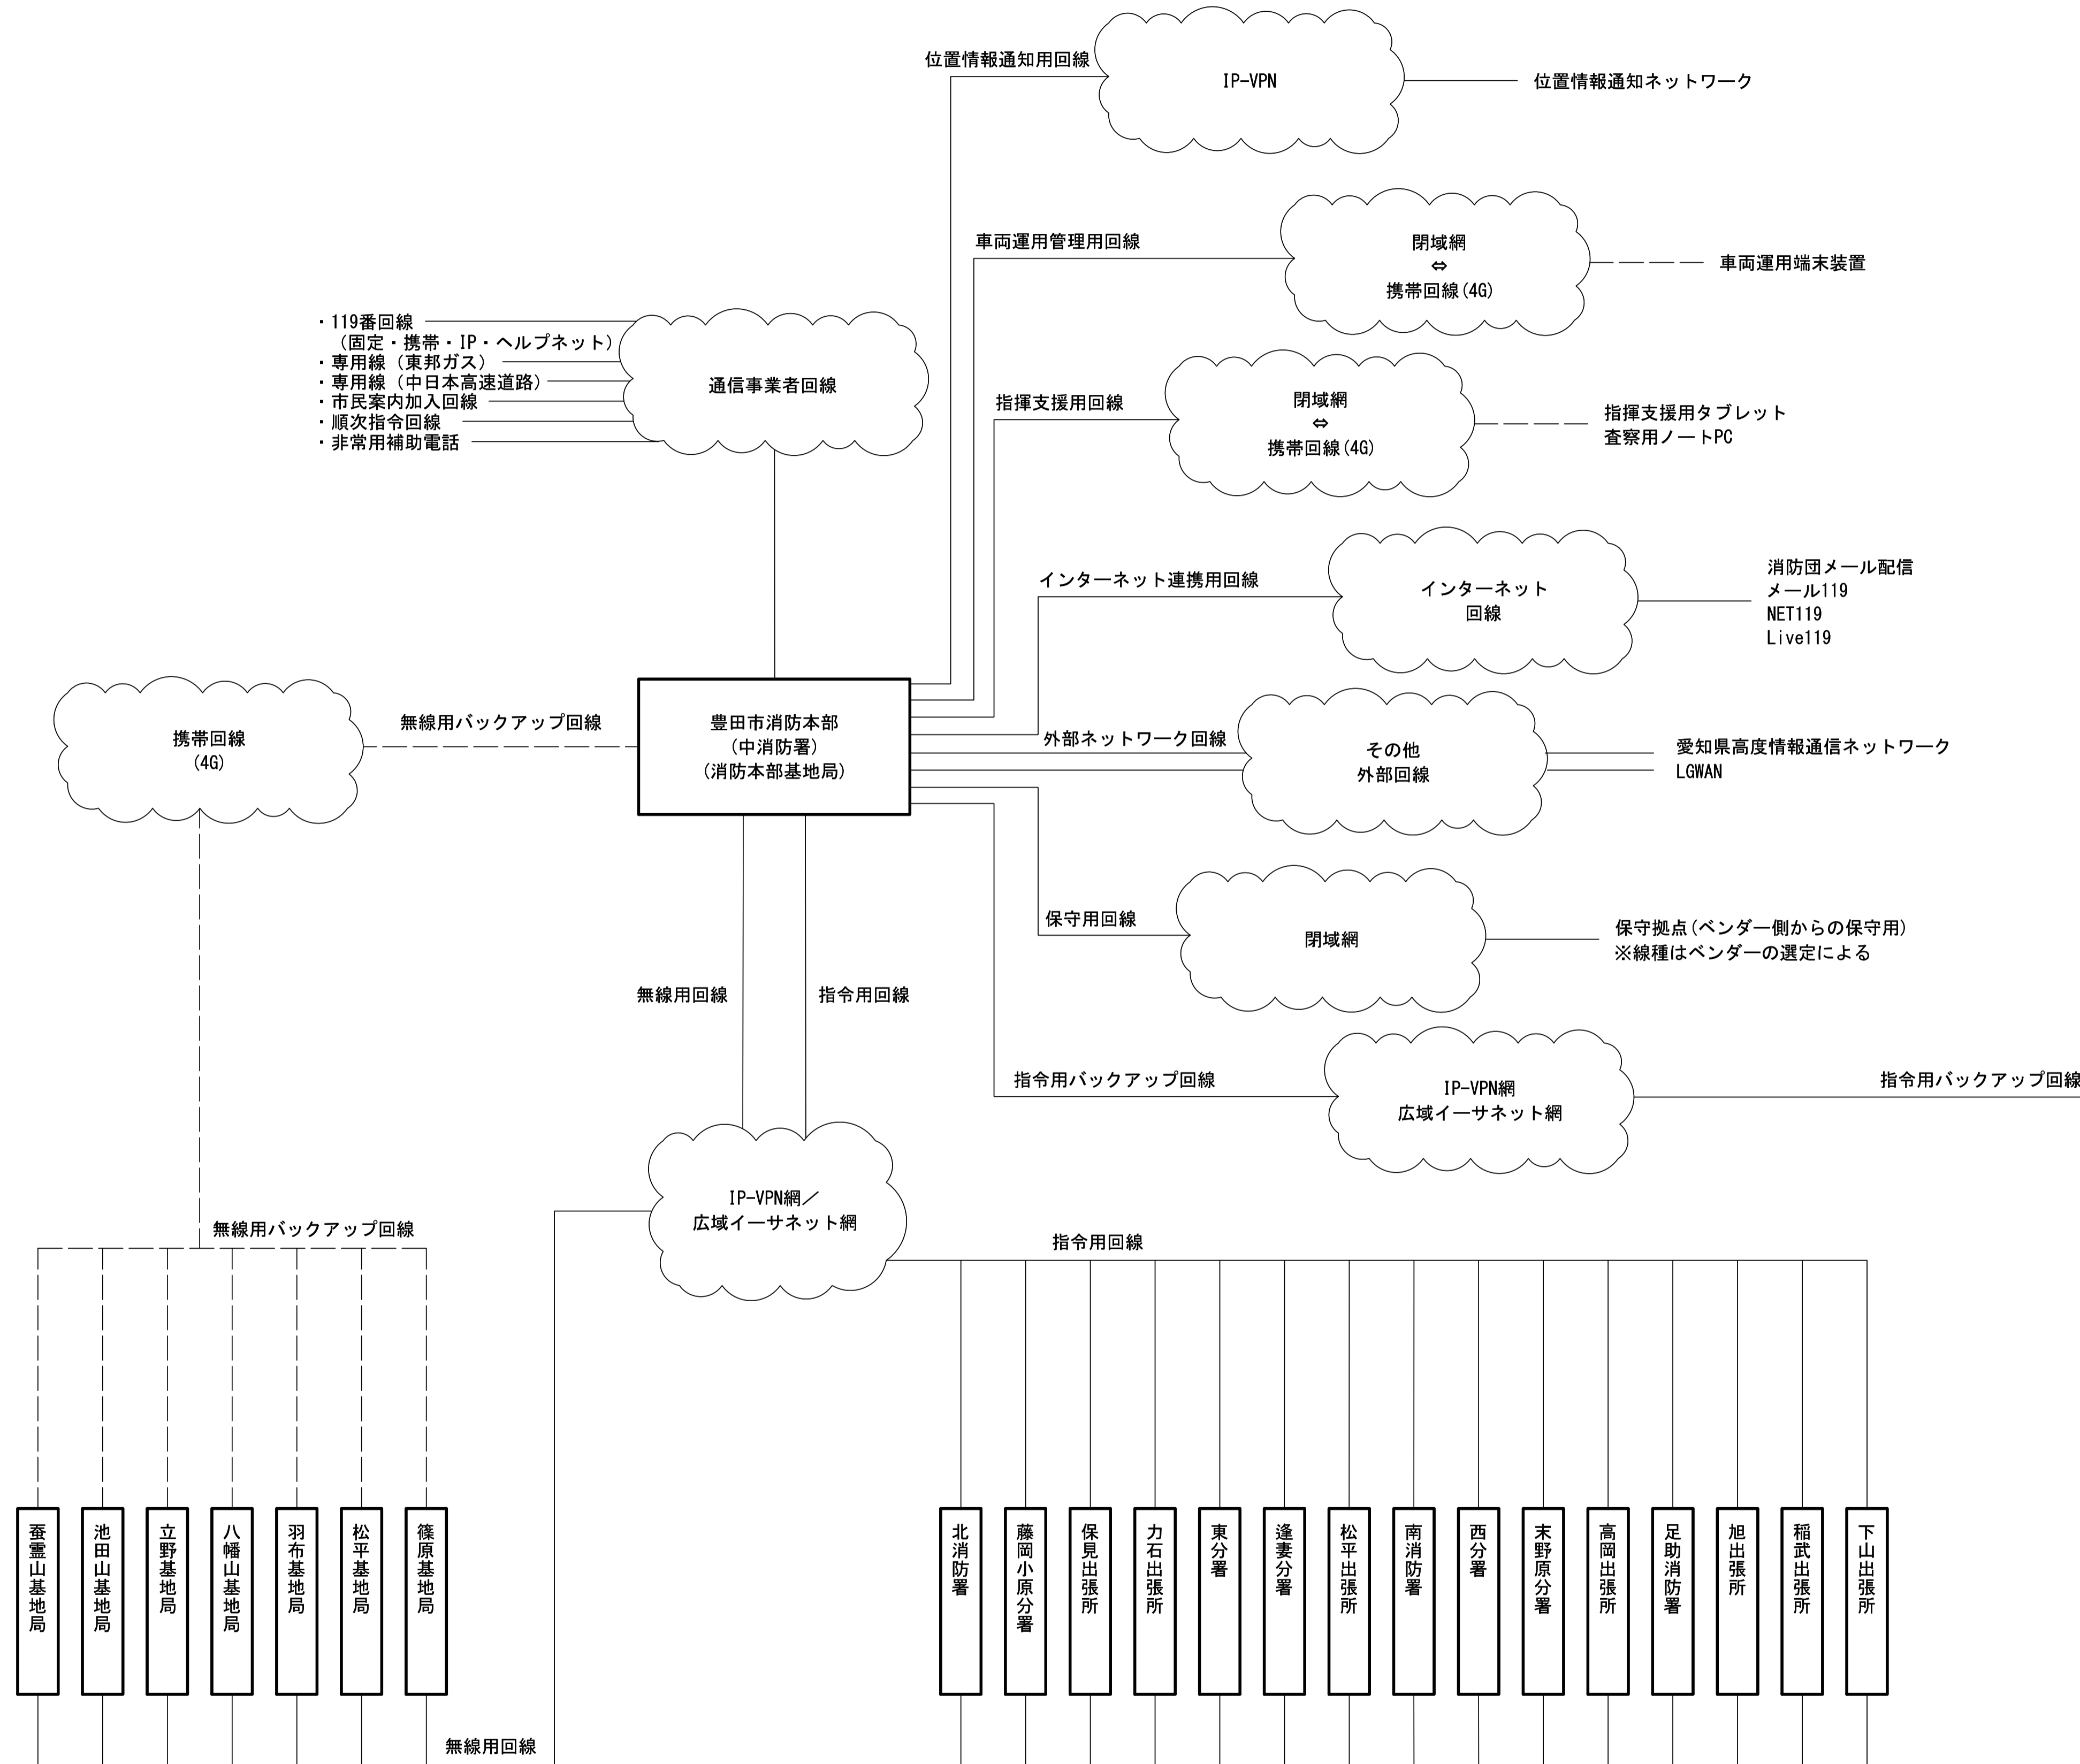 位置情報通知用回線
IP-VPN
位置情報通知ネットワーク
車両運用管理用回線
閉域網
⇔
携帯回線(4G)
車両運用端末装置
・119番回線
（固定・携帯・IP・ヘルプネット）
・専用線（東邦ガス）
・専用線（中日本高速道路）
・市民案内加入回線
・順次指令回線
・非常用補助電話
通信事業者回線
指揮支援用回線
閉域網
⇔
携帯回線(4G)
指揮支援用タブレット
査察用ノートPC
インターネット連携用回線
インターネット
回線
消防団メール配信
メール119
NET119
Live119
携帯回線
(4G)
無線用バックアップ回線
豊田市消防本部
(中消防署)
(消防本部基地局)
外部ネットワーク回線
その他
外部回線
愛知県高度情報通信ネットワーク
LGWAN
保守用回線
閉域網
保守拠点(ベンダー側からの保守用)
※線種はベンダーの選定による
無線用回線
指令用回線
指令用バックアップ回線
IP-VPN網
広域イーサネット網
指令用バックアップ回線
IP-VPN網／
広域イーサネット網
無線用バックアップ回線
指令用回線
蚕霊山基地局
池田山基地局
立野基地局
八幡山基地局
羽布基地局
松平基地局
篠原基地局
北消防署
藤岡小原分署
保見出張所
力石出張所
東分署
逢妻分署
松平出張所
南消防署
西分署
末野原分署
高岡出張所
足助消防署
旭出張所
稲武出張所
下山出張所
無線用回線